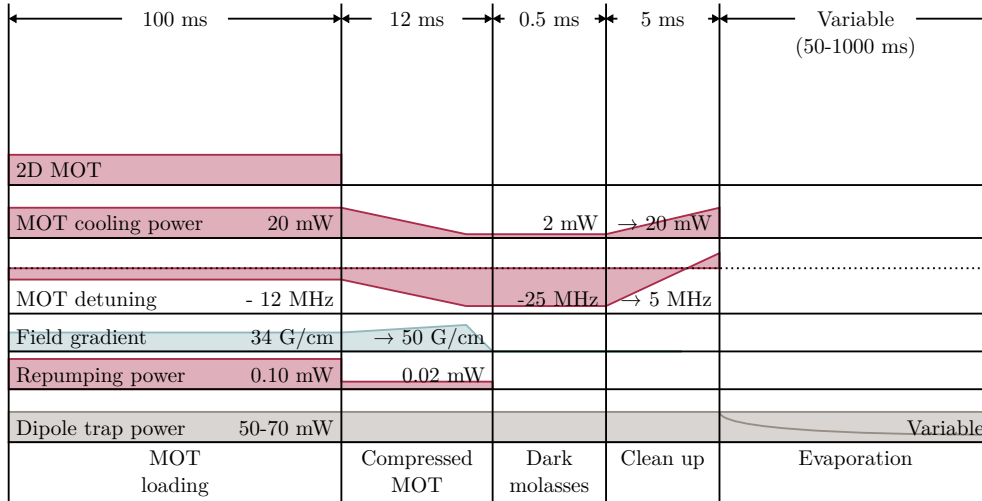 100 ms 12 ms 0.5 ms 5 ms Variable
(50-1000 ms)
2D MOT
MOT cooling power 20 mW 2 mW → 20 mW
MOT detuning - 12 MHz -25 MHz → 5 MHz
Field gradient 34 G/cm → 50 G/cm
Repumping power 0.10 mW 0.02 mW
Dipole trap power 50-70 mW Variable
MOT Compressed Dark Clean up Evaporation
loading MOT molasses